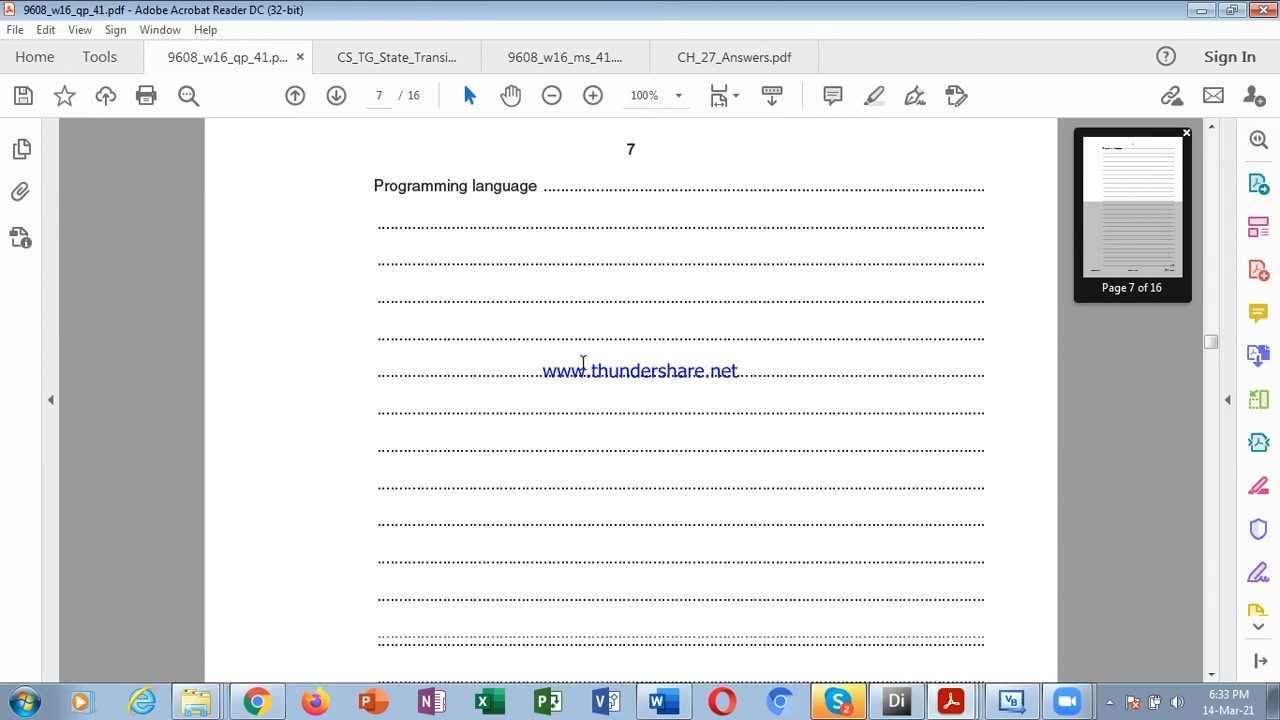 9608_w16_qp_41.pdf - Adobe Acrobat Reader DC (32-bit)
File Edit View Sign Window Help
Home Tools 9608_w16_qp_41.p... × CS_TG_State_Transi... 9608_w16_ms_41.... CH_27_Answers.pdf ? Sign In
7 / 16 100%
7
Programming language ................................................................
www.thundershare.net
Page 7 of 16
6:33 PM
14-Mar-21